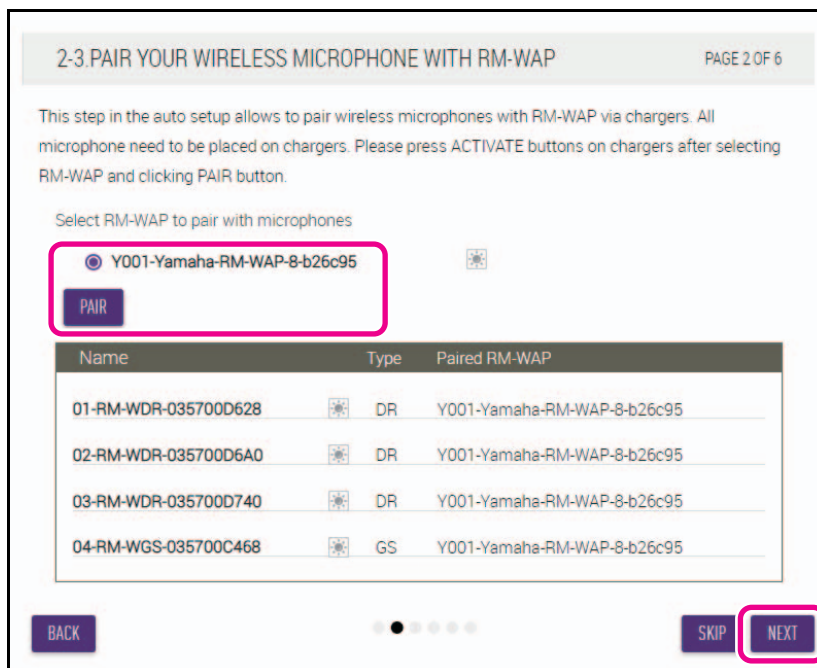 2-3.PAIR YOUR WIRELESS MICROPHONE WITH RM-WAP PAGE 2 OF 6
This step in the auto setup allows to pair wireless microphones with RM-WAP via chargers. All
microphone need to be placed on chargers. Please press ACTIVATE buttons on chargers after selecting
RM-WAP and clicking PAIR button.
Select RM-WAP to pair with microphones
Y001-Yamaha-RM-WAP-8-b26c95
PAIR
Name Type Paired RM-WAP
01-RM-WDR-035700D628 DR Y001-Yamaha-RM-WAP-8-b26c95
02-RM-WDR-035700D6A0 DR Y001-Yamaha-RM-WAP-8-b26c95
03-RM-WDR-035700D740 DR Y001-Yamaha-RM-WAP-8-b26c95
04-RM-WGS-035700C468 GS Y001-Yamaha-RM-WAP-8-b26c95
BACK SKIP NEXT